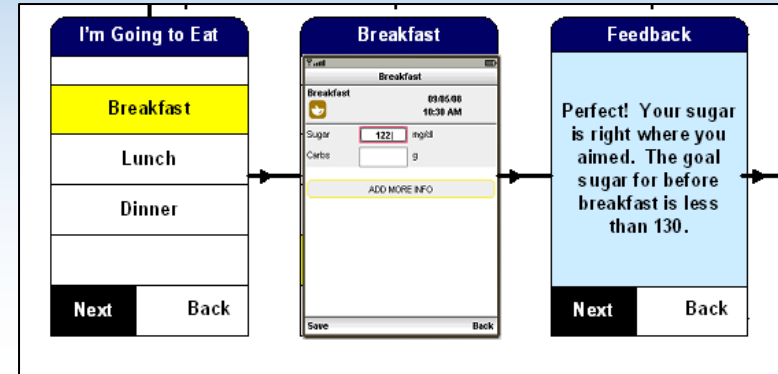 I'm Going to Eat
Breakfast
Lunch
Dinner
Next Back
Breakfast
Breakfast
Breakfast
09/05/08
10:30 AM
Sugar 122 mg/dl
Carbs g
ADD MORE INFO
Save Back
Feedback
Perfect! Your sugar
is right where you
aimed. The goal
sugar for before
breakfast is less
than 130.
Next Back